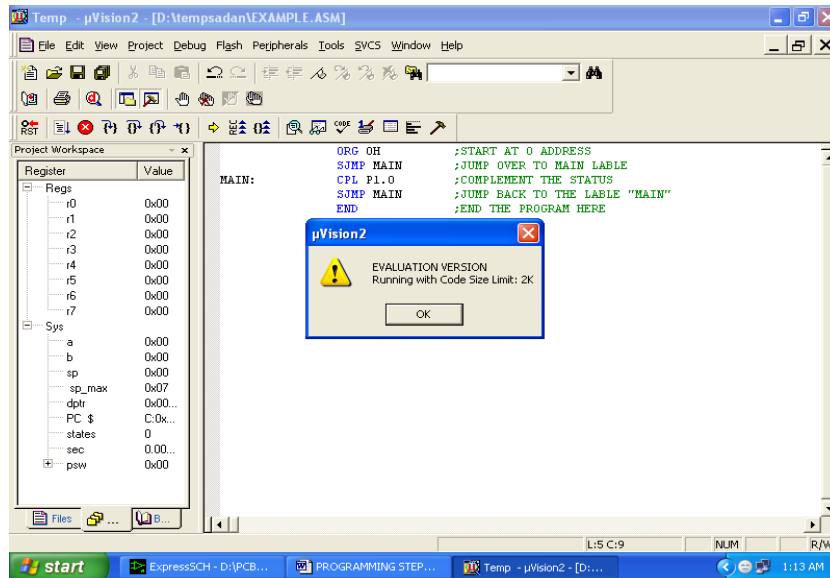 Temp - µVision2 - [D:\tempsadan\EXAMPLE.ASM]
File Edit View Project Debug Flash Peripherals Tools SVCS Window Help
RST
CODE
Project Workspace
Register Value
Regs
r0 0x00
r1 0x00
r2 0x00
r3 0x00
r4 0x00
r5 0x00
r6 0x00
r7 0x00
Sys
a 0x00
b 0x00
sp 0x00
sp_max 0x07
dptr 0x00...
PC $ C:0x...
states 0
sec 0.00...
psw 0x00
Files
...
B...
ORG 0H ;START AT 0 ADDRESS
SJMP MAIN ;JUMP OVER TO MAIN LABLE
MAIN: CPL P1.0 ;COMPLEMENT THE STATUS
SJMP MAIN ;JUMP BACK TO THE LABLE "MAIN"
END ;END THE PROGRAM HERE
µVision2
EVALUATION VERSION
Running with Code Size Limit: 2K
OK
L:5 C:9 NUM R/W
start ExpressSCH - D:\PCB... PROGRAMMING STEP... Temp - µVision2 - [D:... 1:13 AM